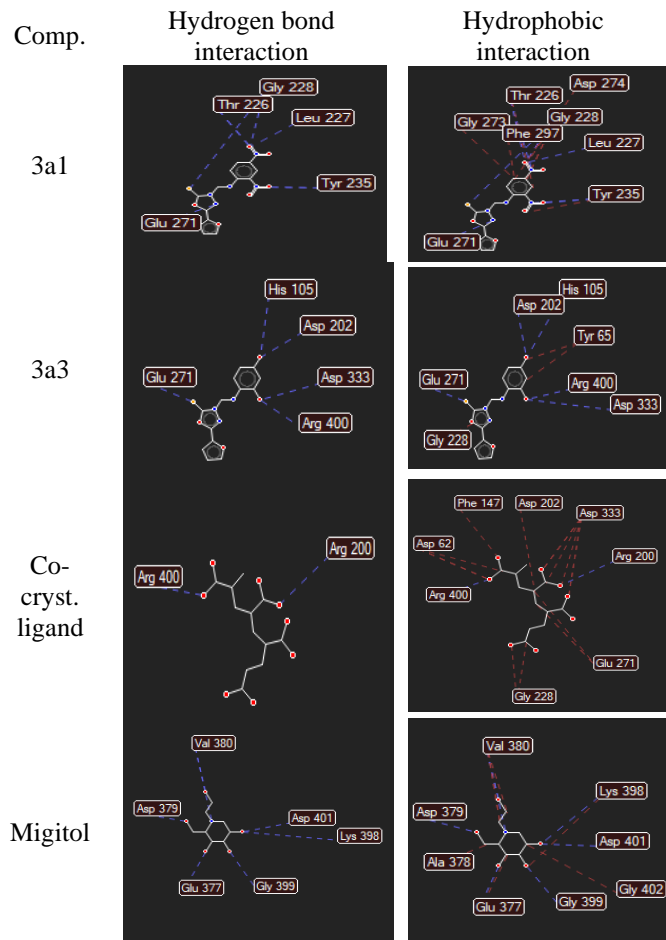 Comp.
Hydrogen bond
interaction
Hydrophobic
interaction
3a1
Gly 228
Thr 226
Leu 227
Tyr 235
Glu 271
Asp 274
Thr 226
Gly 273
Gly 228
Phe 297
Leu 227
Tyr 235
Glu 271
3a3
His 105
Asp 202
Glu 271
Asp 333
Arg 400
His 105
Asp 202
Tyr 65
Glu 271
Arg 400
Asp 333
Gly 228
Co-
cryst.
ligand
Arg 200
Arg 400
Phe 147
Asp 202
Asp 333
Asp 62
Arg 200
Arg 400
Glu 271
Gly 228
Migitol
Val 380
Asp 379
Asp 401
Lys 398
Glu 377
Gly 399
Val 380
Lys 398
Asp 379
Asp 401
Ala 378
Gly 402
Glu 377
Gly 399